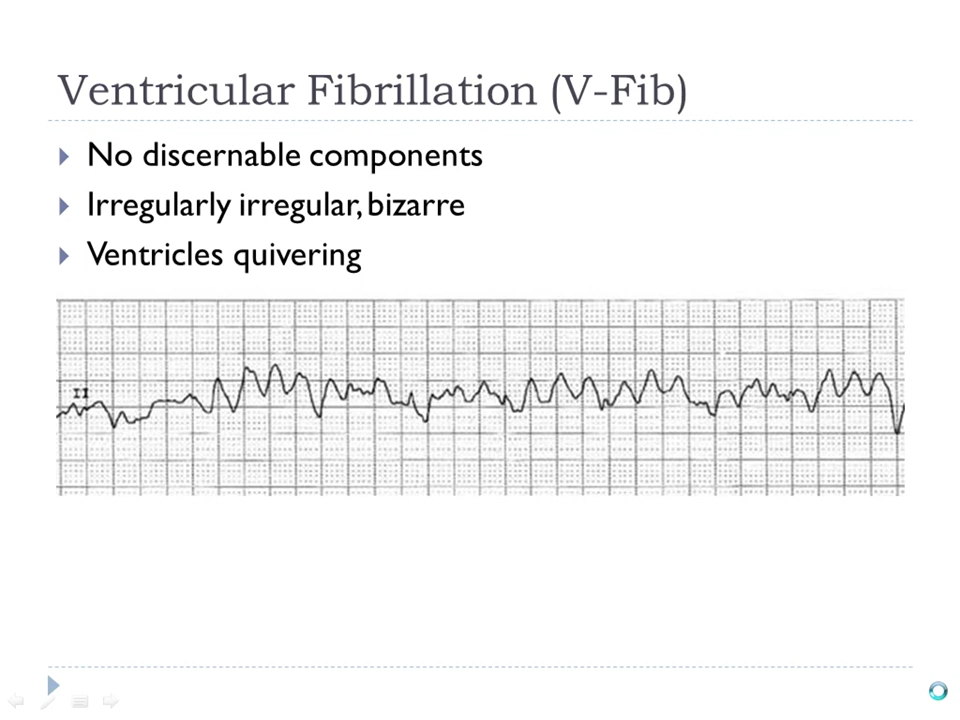 Ventricular Fibrillation (V-Fib)
No discernable components
Irregularly irregular, bizarre
Ventricles quivering
II